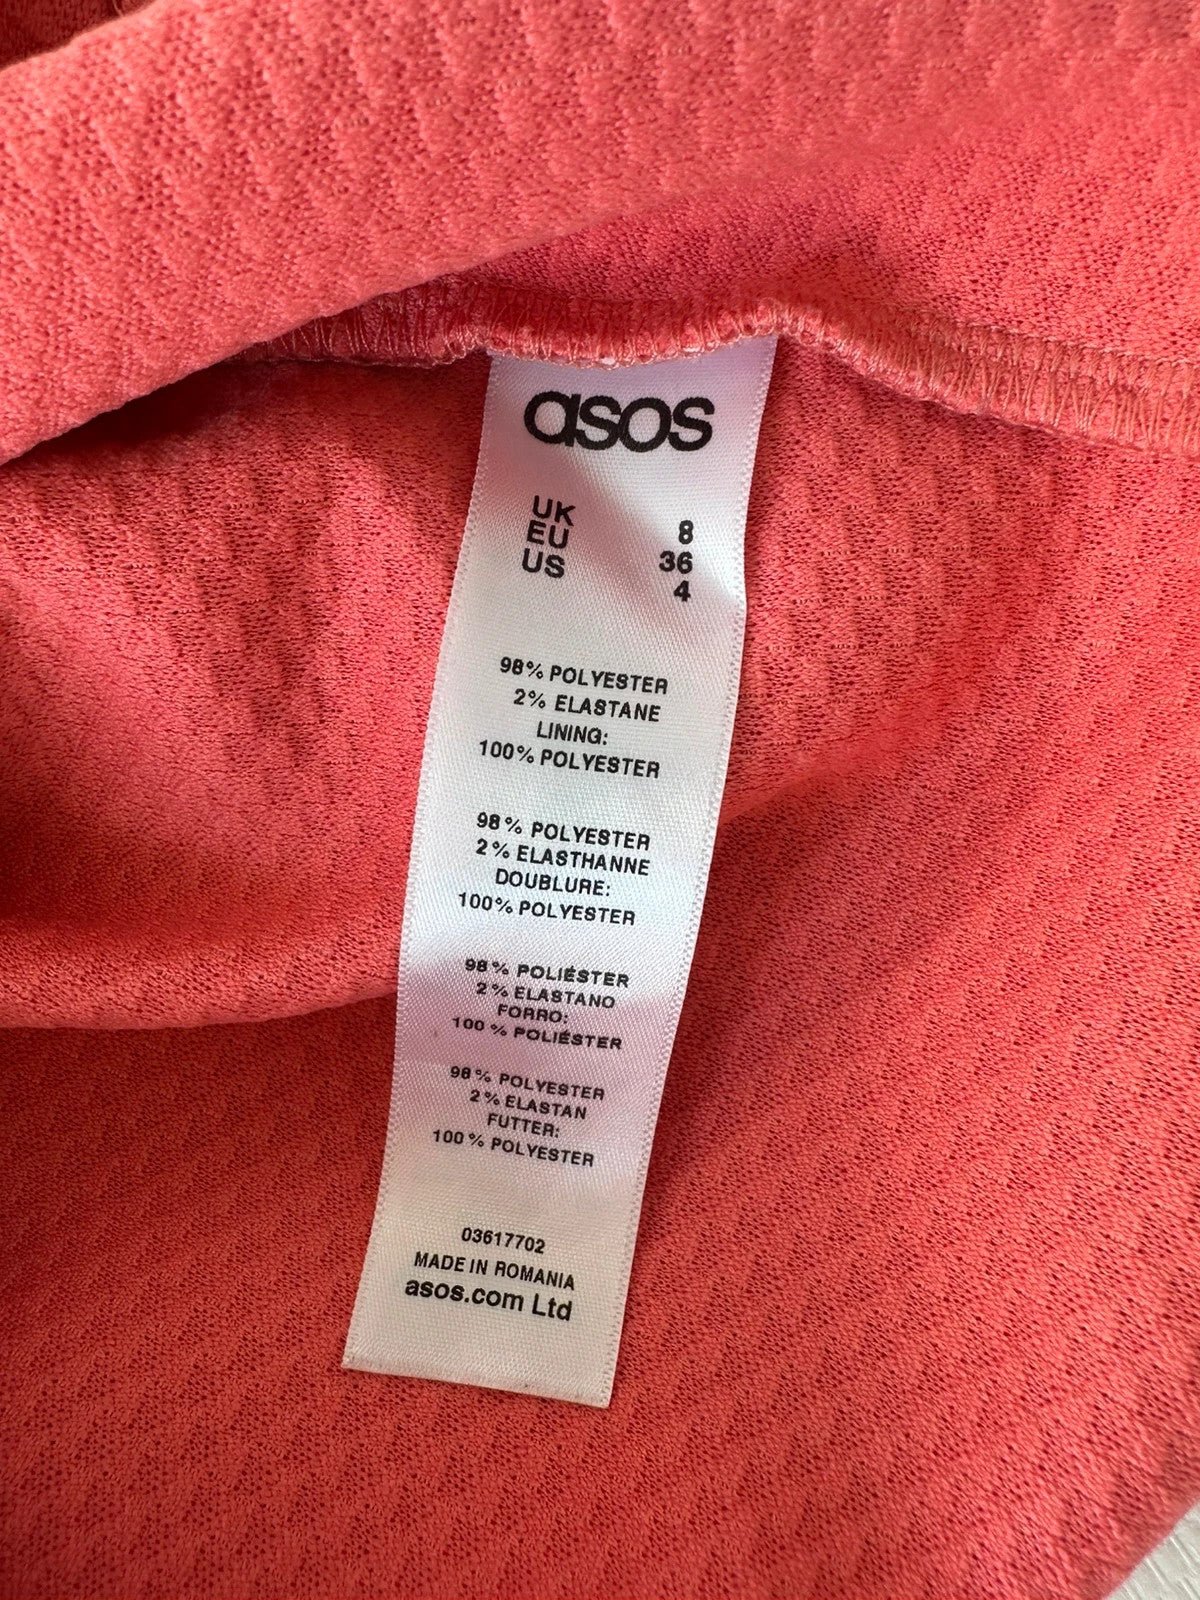 asos
UK 8
EU 36
US 4
98% POLYESTER
2% ELASTANE
LINING:
100% POLYESTER
98% POLYESTER
2% ELASTHANNE
DOUBLURE:
100% POLYESTER
98% POLIÉSTER
2% ELASTANO
FORRO:
100% POLIÉSTER
98% POLYESTER
2% ELASTAN
FUTTER:
100% POLYESTER
03617702
MADE IN ROMANIA
asos.com Ltd